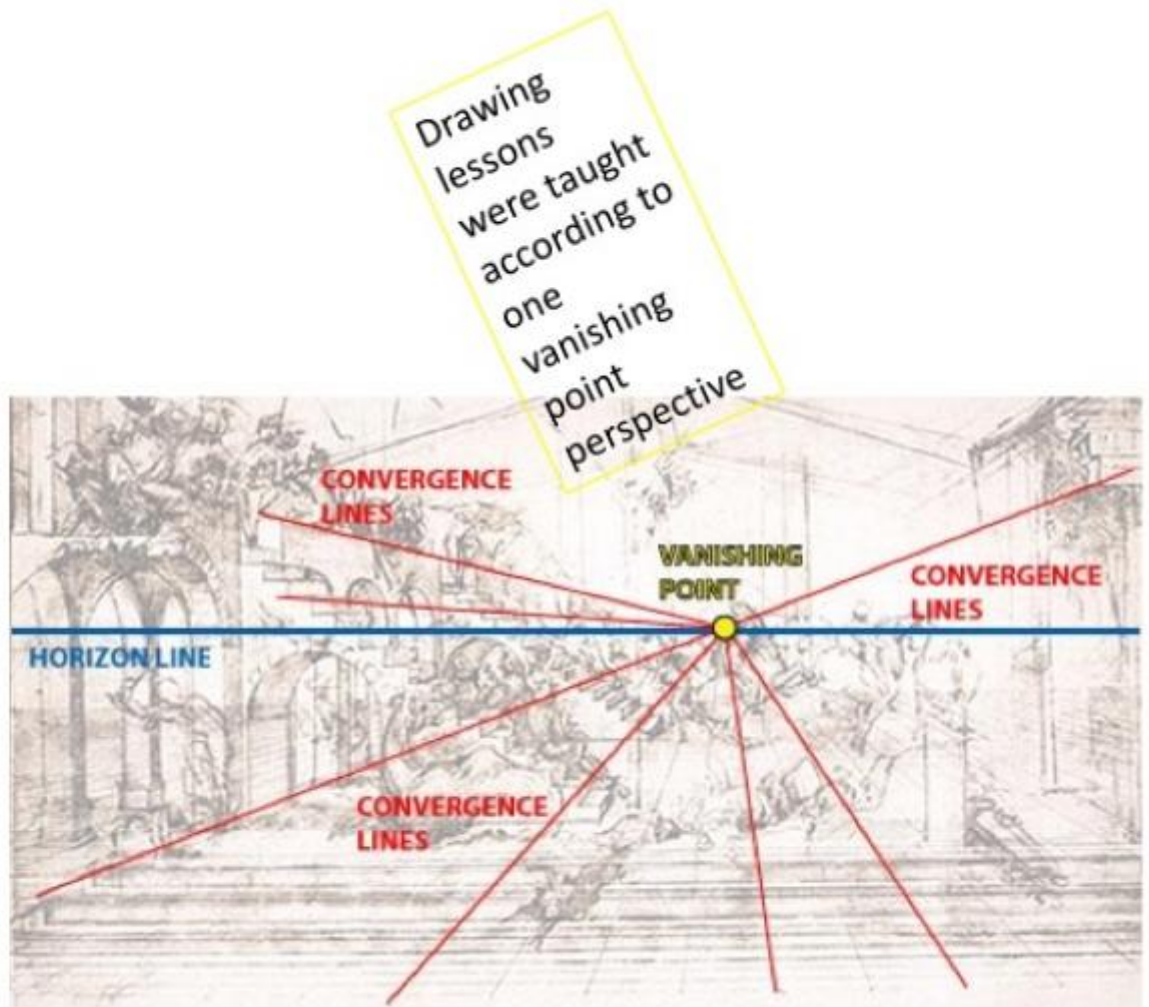 Drawing
lessons
were taught
according to
one
vanishing
point
perspective
CONVERGENCE
LINES
VANISHING
POINT
CONVERGENCE
LINES
HORIZON LINE
CONVERGENCE
LINES